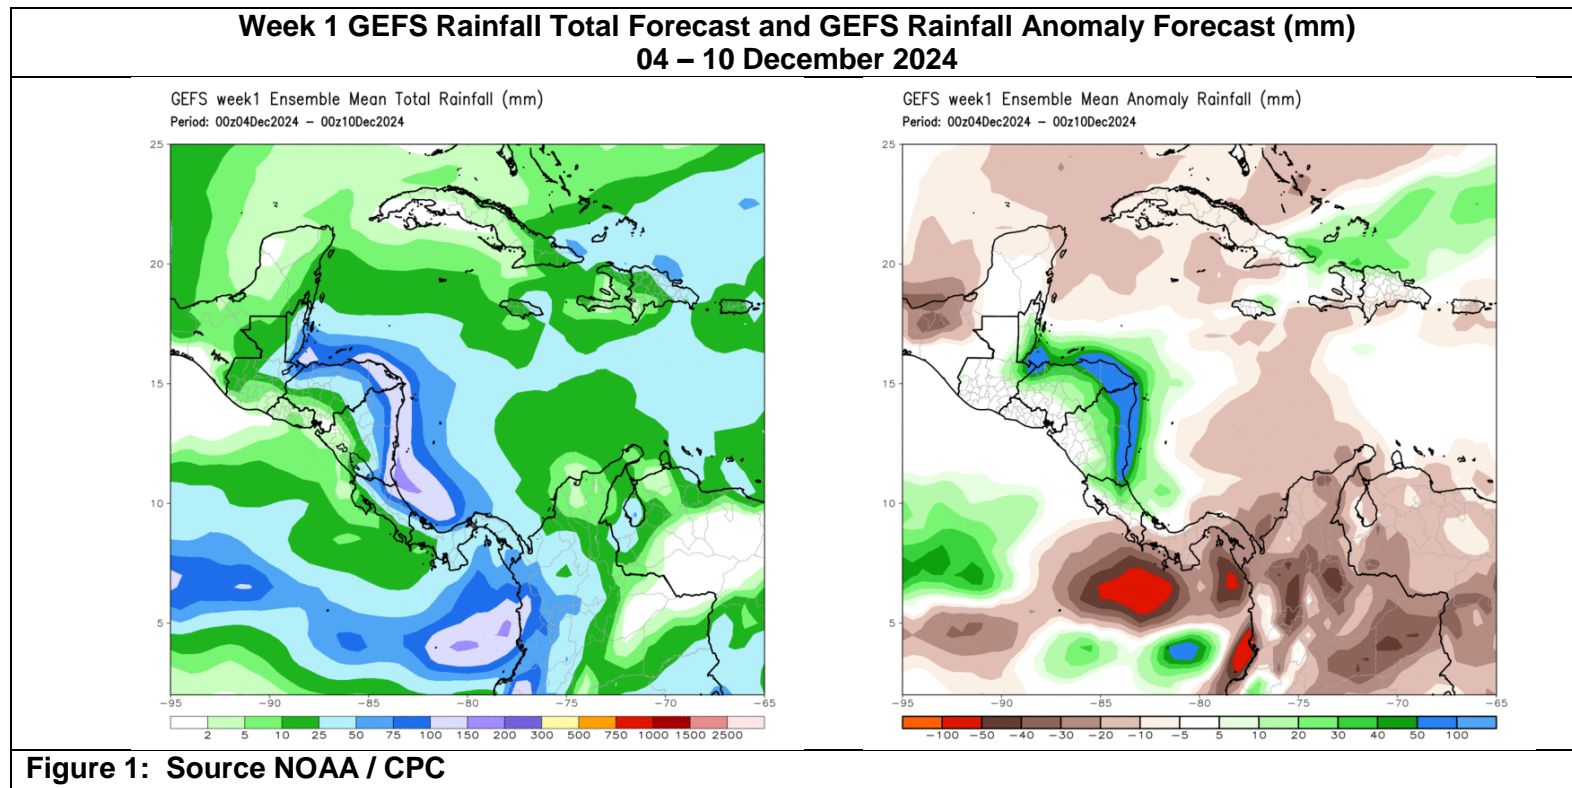 Week 1 GEFS Rainfall Total Forecast and GEFS Rainfall Anomaly Forecast (mm)
04 – 10 December 2024
GEFS week1 Ensemble Mean Total Rainfall (mm)
Period: 00z04Dec2024 – 00z10Dec2024
25
20
15
10
5
−95 −90 −85 −80 −75 −70 −65
2 5 10 25 50 75 100 150 200 300 500 750 1000 1500 2500
GEFS week1 Ensemble Mean Anomaly Rainfall (mm)
Period: 00z04Dec2024 – 00z10Dec2024
25
20
15
10
5
−95 −90 −85 −80 −75 −70 −65
−100 −50 −40 −30 −20 −10 −5 5 10 20 30 40 50 100
Figure 1: Source NOAA / CPC